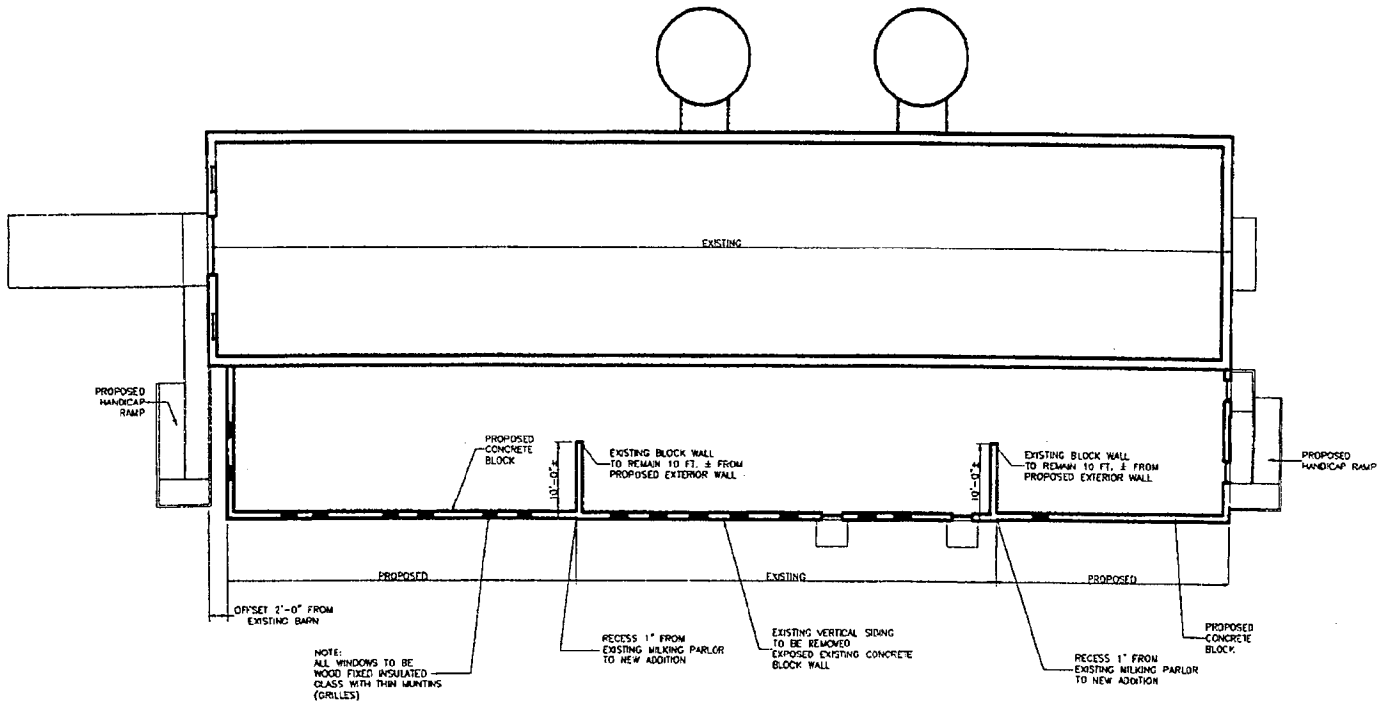 EXISTING
PROPOSED
HANDICAP
RAMP
PROPOSED
CONCRETE
BLOCK
10'-0"±
EXISTING BLOCK WALL
TO REMAIN 10 FT. ± FROM
PROPOSED EXTERIOR WALL
10'-0"±
EXISTING BLOCK WALL
TO REMAIN 10 FT. ± FROM
PROPOSED EXTERIOR WALL
PROPOSED
HANDICAP RAMP
PROPOSED
EXISTING
PROPOSED
OFFSET 2'-0" FROM
EXISTING BARN
NOTE:
ALL WINDOWS TO BE
WOOD FIXED INSULATED
GLASS WITH THIN MUNTINS
(GRILLES)
RECESS 1" FROM
EXISTING MILKING PARLOR
TO NEW ADDITION
EXISTING VERTICAL SIDING
TO BE REMOVED
EXPOSED EXISTING CONCRETE
BLOCK WALL
RECESS 1" FROM
EXISTING MILKING PARLOR
TO NEW ADDITION
PROPOSED
CONCRETE
BLOCK